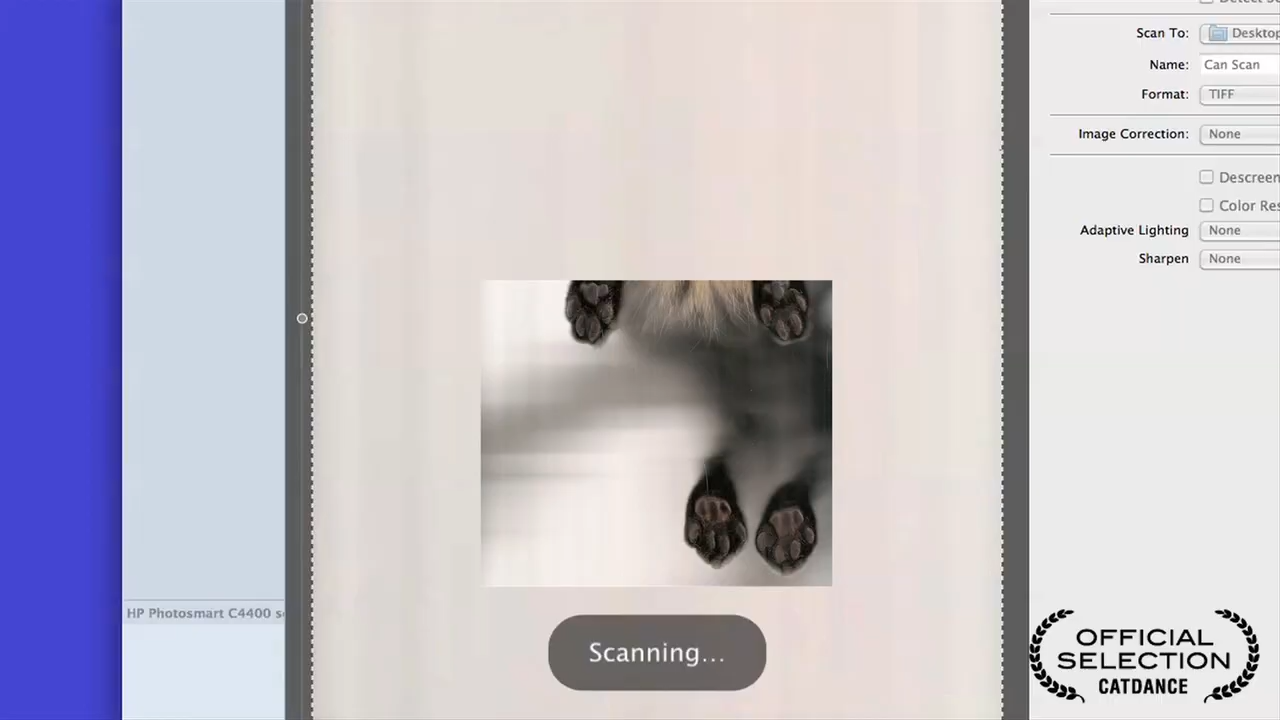 Scan To:
Desktop
Name:
Can Scan
Format:
TIFF
Image Correction:
None
Adaptive Lighting
None
Sharpen
None
HP Photosmart C4400
Scanning...
OFFICIAL
SELECTION
CATDANCE